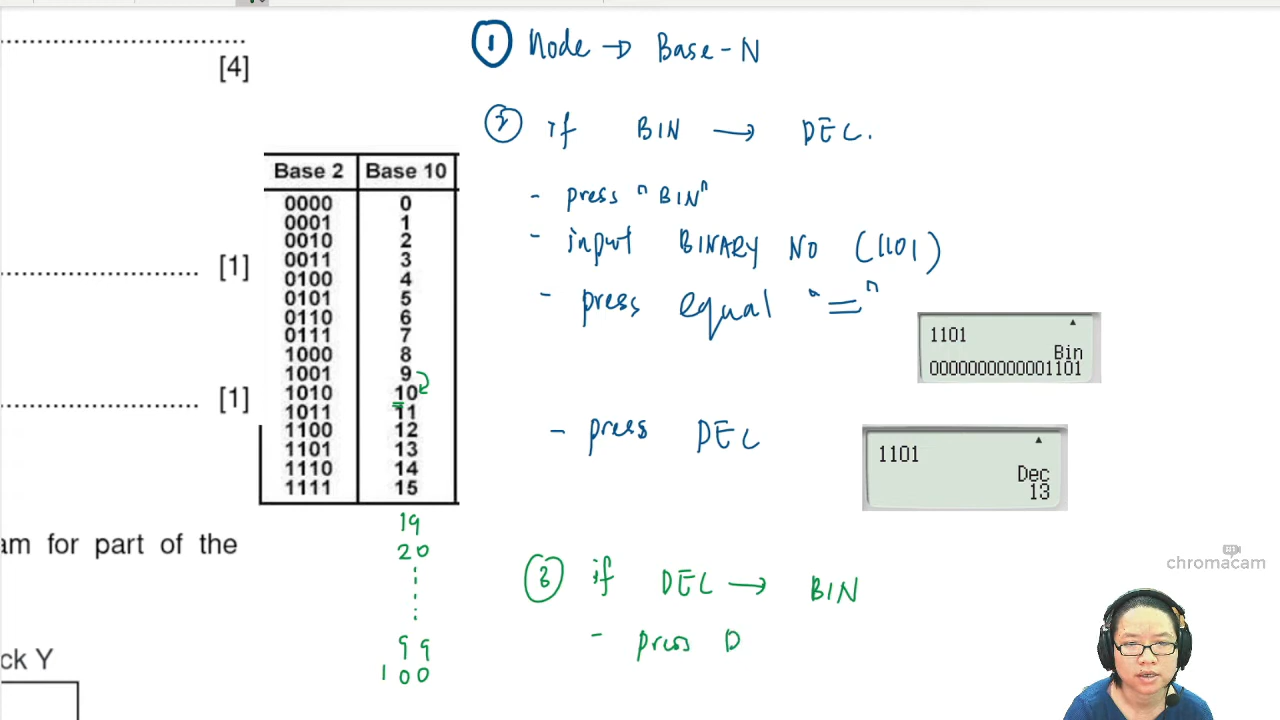 [4]
[1]
[1]
am for part of the
ck Y
Base 2 Base 10
0000 0
0001 1
0010 2
0011 3
0100 4
0101 5
0110 6
0111 7
1000 8
1001 9
1010 10
1011 11
1100 12
1101 13
1110 14
1111 15
19
20
99
100
1 Mode → Base-N
2 if BIN → DEC.
- press "BIN"
- input BINARY NO (1101)
- press equal "="
1101
Bin
0000000000001101
- press DEC
1101
Dec
13
3 if DEC → BIN
- press D
chromacam